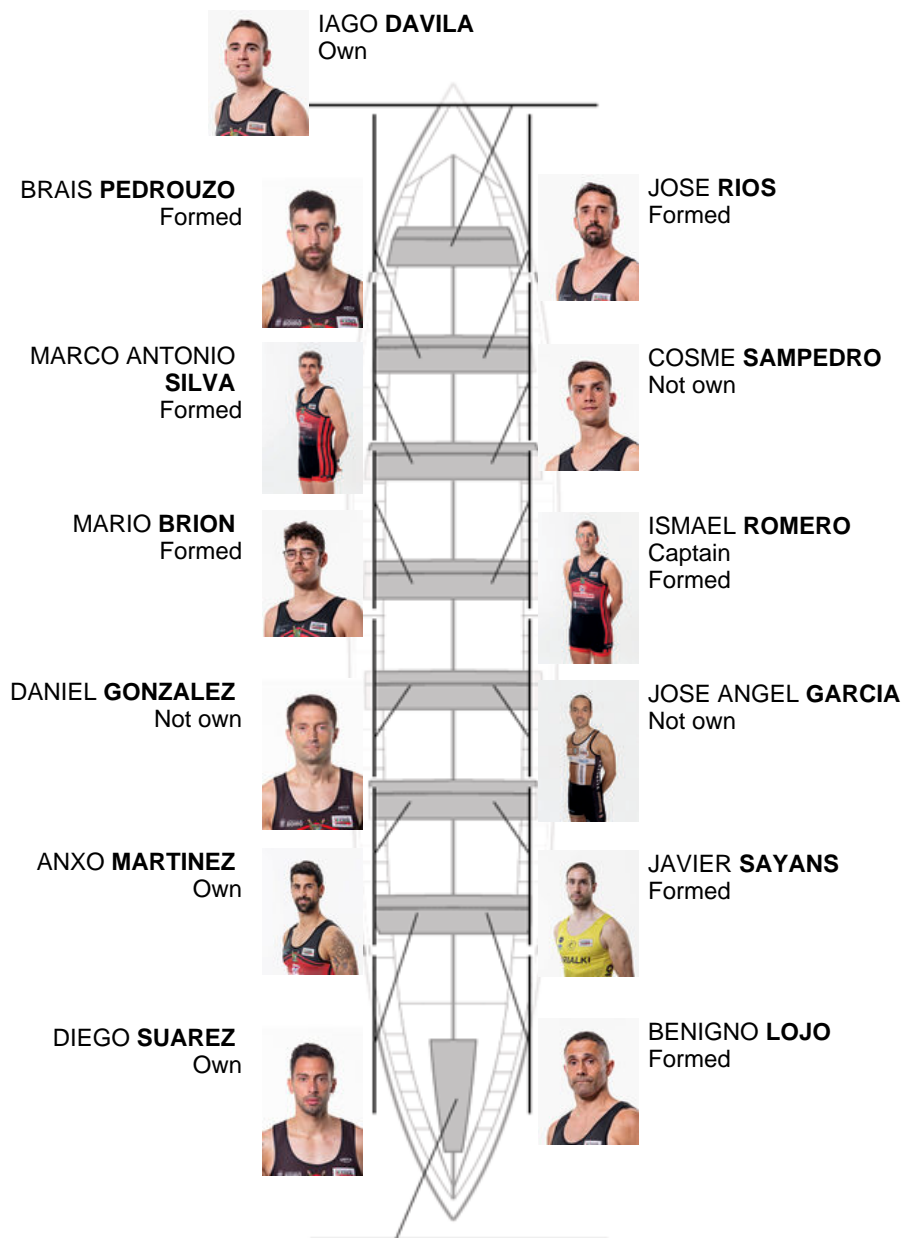 IAGO DAVILA
Own
BRAIS PEDROUZO
Formed
JOSE RIOS
Formed
MARCO ANTONIO
SILVA
Formed
COSME SAMPEDRO
Not own
MARIO BRION
Formed
ISMAEL ROMERO
Captain
Formed
DANIEL GONZALEZ
Not own
JOSE ANGEL GARCIA
Not own
ANXO MARTINEZ
Own
JAVIER SAYANS
Formed
DIEGO SUAREZ
Own
BENIGNO LOJO
Formed